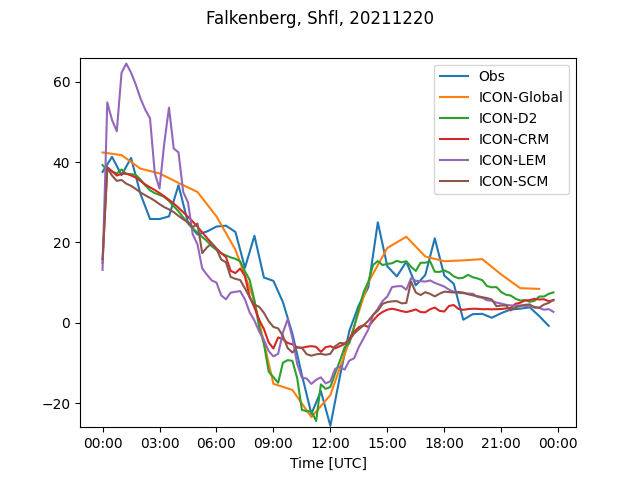 Falkenberg, Shfl, 20211220
Obs
ICON-Global
ICON-D2
ICON-CRM
ICON-LEM
ICON-SCM
60
40
20
0
−20
00:00 03:00 06:00 09:00 12:00 15:00 18:00 21:00 00:00
Time [UTC]